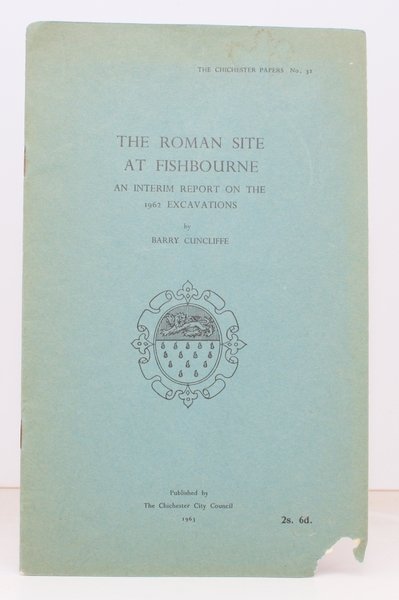 THE CHICHESTER PAPERS No. 31
THE ROMAN SITE
AT FISHBOURNE
AN INTERIM REPORT ON THE
1962 EXCAVATIONS
by
BARRY CUNCLIFFE
Published by
The Chichester City Council
1963
2s. 6d.